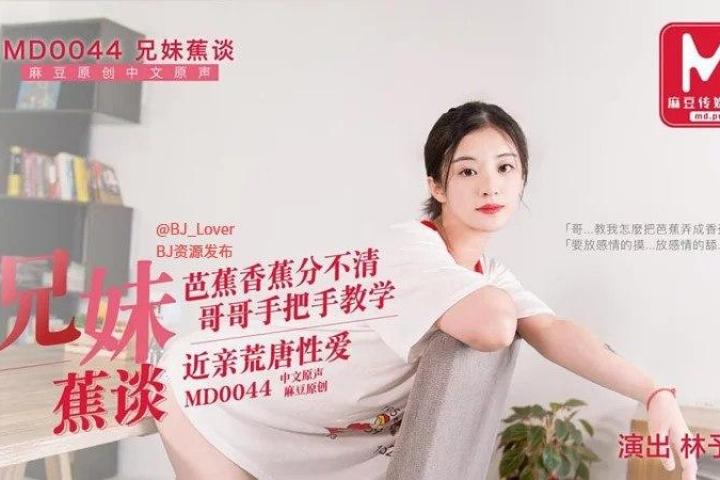 MD0044 兄妹蕉谈
麻豆原创中文原声
麻豆传媒
@BJ_Lover
BJ资源发布
「哥...教我怎麼把芭蕉弄成香
「要放感情的摸...放感情的舔
兄妹
蕉谈
芭蕉香蕉分不清
哥哥手把手教学
近亲荒唐性爱
MD0044 中文原声
麻豆原创
演出 林予